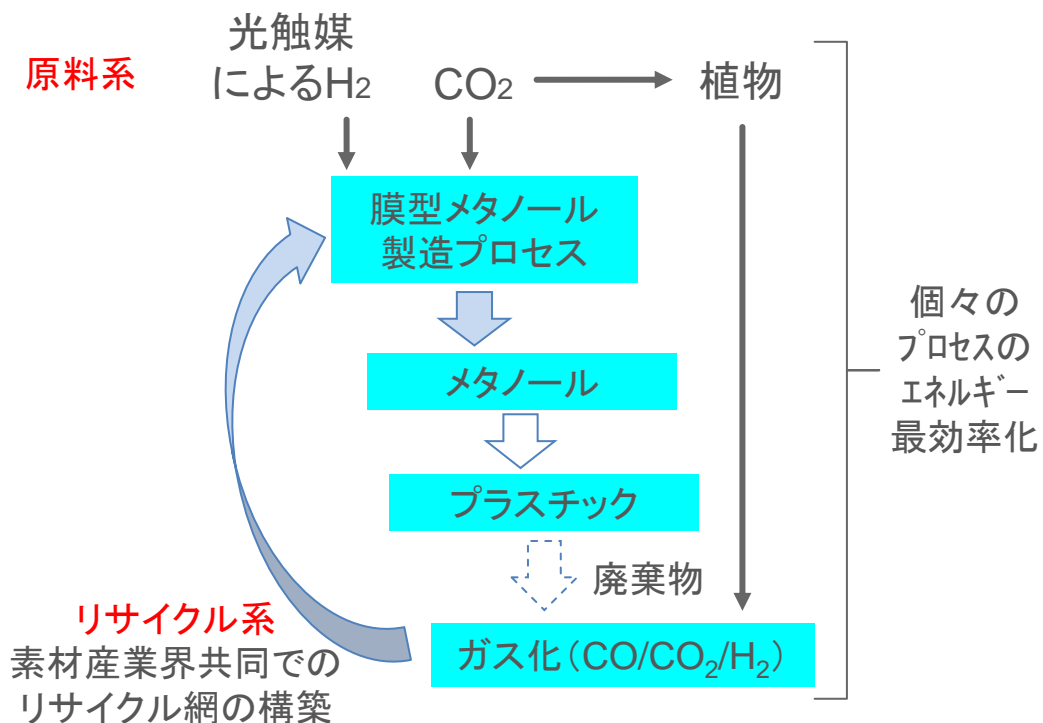 原料系
光触媒
によるH2
CO2
植物
膜型メタノール
製造プロセス
メタノール
プラスチック
廃棄物
ガス化（CO/CO2/H2）
リサイクル系
素材産業界共同での
リサイクル網の構築
個々の
ﾌﾟﾛｾｽの
ｴﾈﾙｷﾞｰ
最効率化